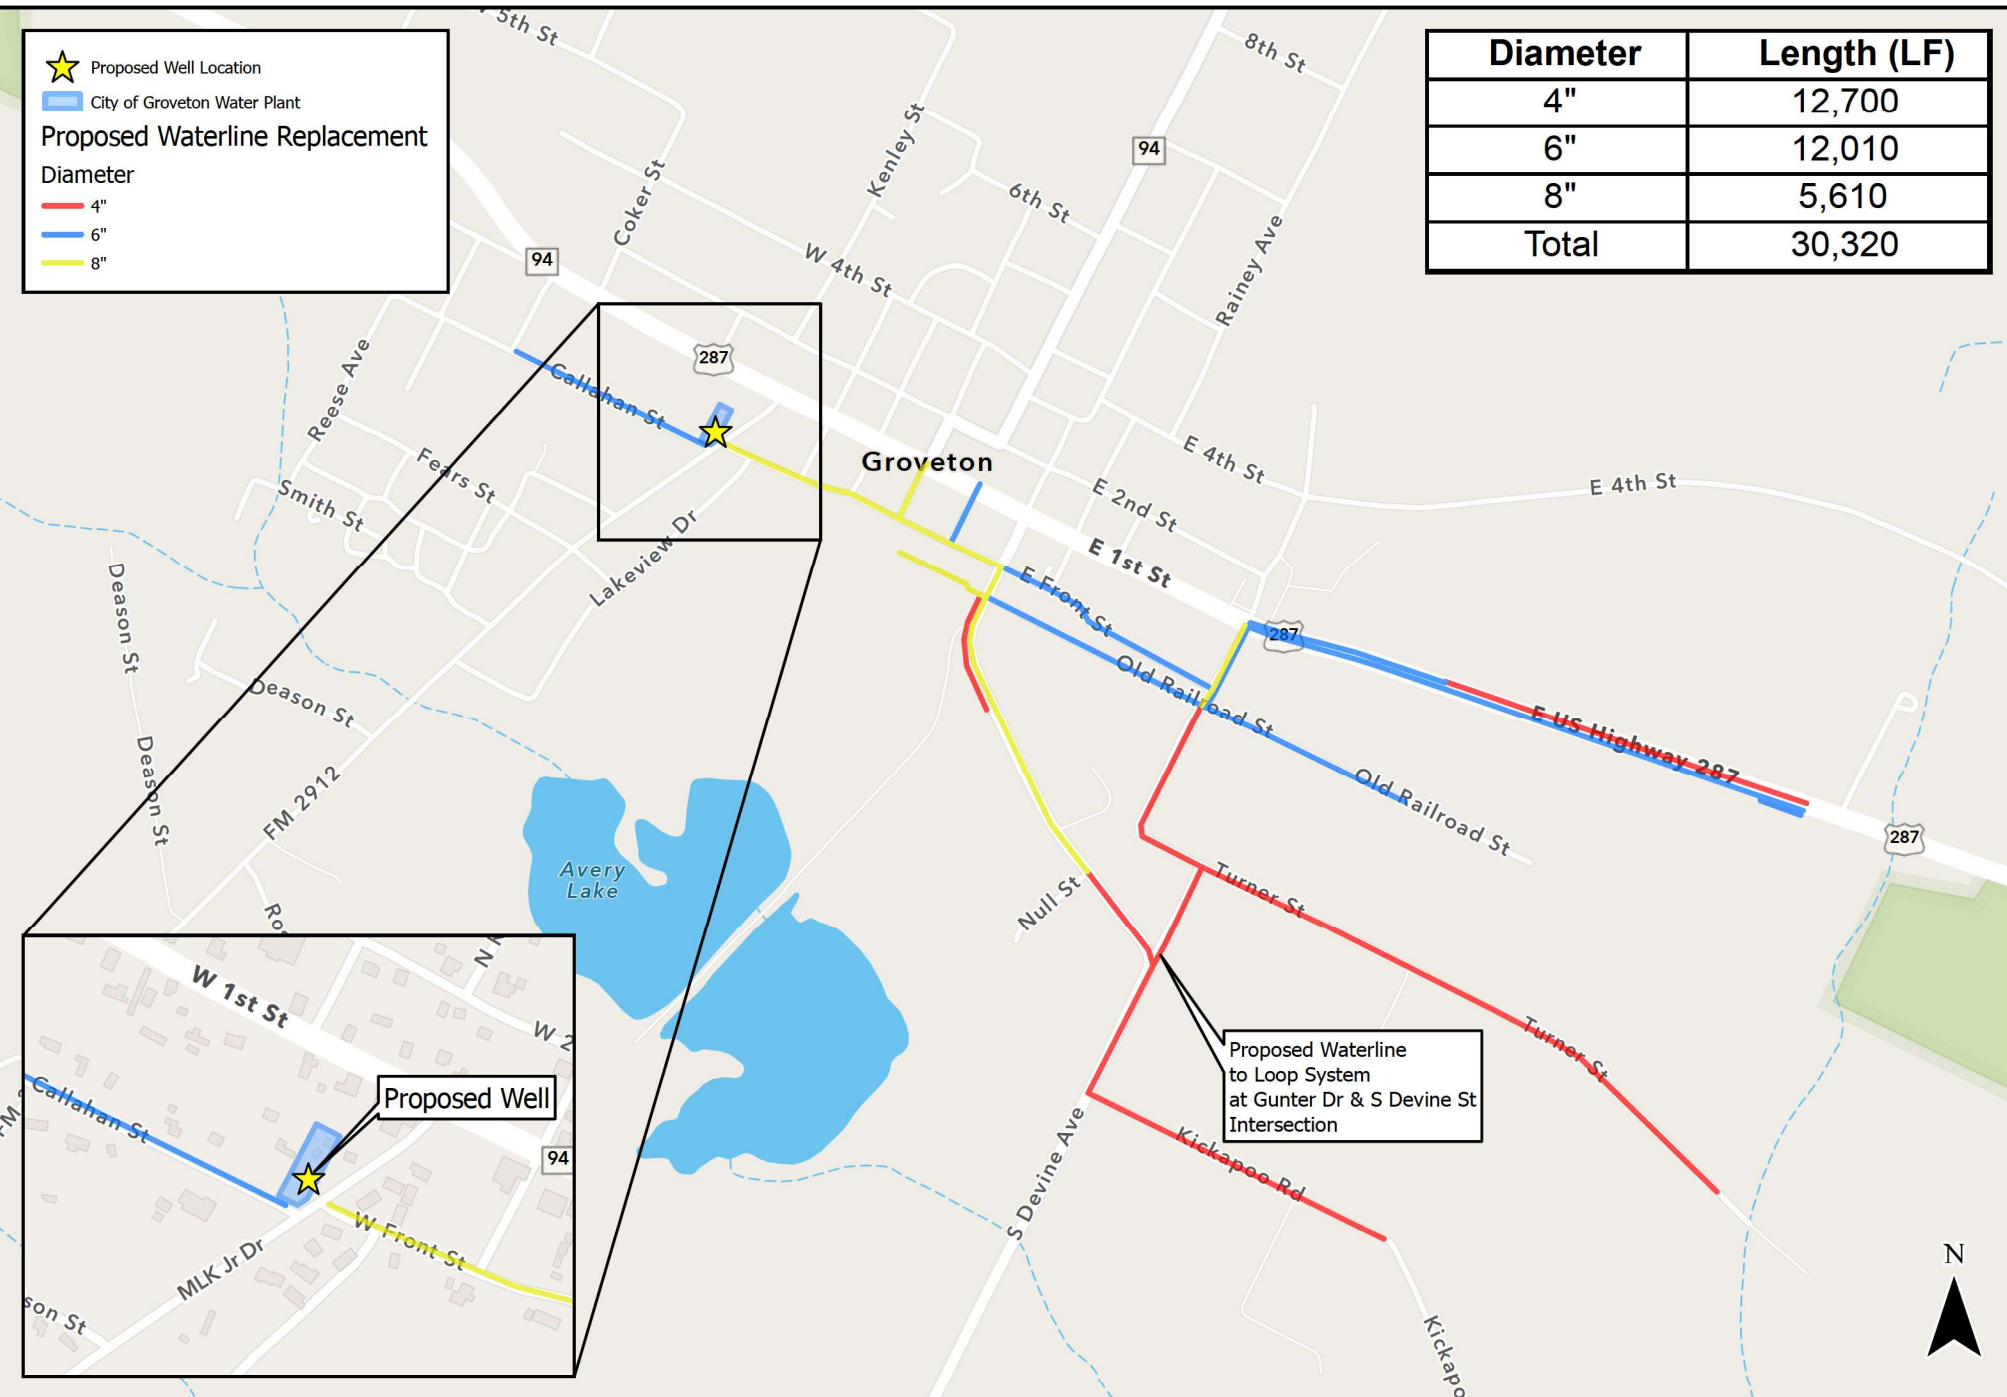 Proposed Well Location
City of Groveton Water Plant
Proposed Waterline Replacement
Diameter
4"
6"
8"
Diameter Length (LF)
4" 12,700
6" 12,010
8" 5,610
Total 30,320
5th St
8th St
Kenley St
94
Coker St
6th St
94
W 4th St
Rainey Ave
287
Reese Ave
Callahan St
Groveton
E 4th St
E 4th St
Fears St
Smith St
E 2nd St
Lakeview Dr
E 1st St
E Front St
Deason St
287
Old Railroad St
Deason St
E US Highway 287
Deason St
FM 2912
Old Railroad St
287
Avery
Lake
Turner St
Null St
Turner St
Proposed Waterline
to Loop System
at Gunter Dr & S Devine St
Intersection
Kickapoo Rd
S Devine Ave
Kickapo
N
W 1st St
N K
W 2
Callahan St
Proposed Well
94
W Front St
MLK Jr Dr
son St